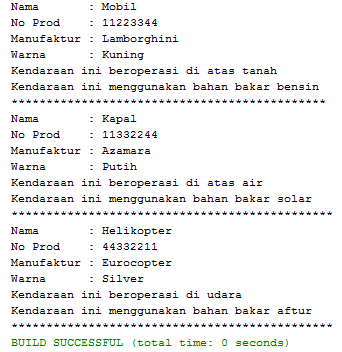 Nama       : Mobil
No Prod    : 11223344
Manufaktur : Lamborghini
Warna      : Kuning
Kendaraan ini beroperasi di atas tanah
Kendaraan ini menggunakan bahan bakar bensin
*********************************************
Nama       : Kapal
No Prod    : 11332244
Manufaktur : Azamara
Warna      : Putih
Kendaraan ini beroperasi di atas air
Kendaraan ini menggunakan bahan bakar solar
**********************************************
Nama       : Helikopter
No Prod    : 44332211
Manufaktur : Eurocopter
Warna      : Silver
Kendaraan ini beroperasi di udara
Kendaraan ini menggunakan bahan bakar aftur
**********************************************
BUILD SUCCESSFUL (total time: 0 seconds)